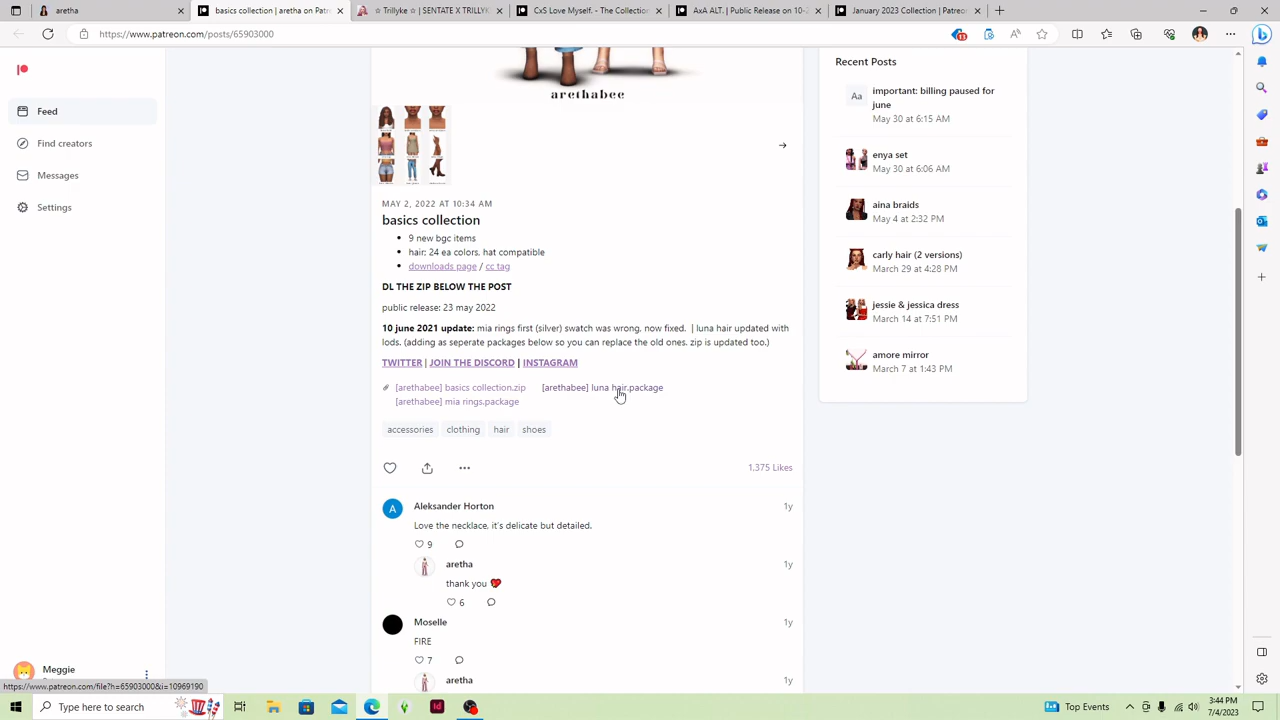 aretha
basics collection | aretha on Patr
☆ Trillyke | SENTATE X TRILLYK
CxS Love Myself - The Collection
AxA ALT. | Public Release on 10-
January 2023 Collection | Patreon
https://www.patreon.com/posts/65903000
13
arethabee
Feed
Find creators
Messages
Settings
MAY 2, 2022 AT 10:34 AM
basics collection
• 9 new bgc items
• hair: 24 ea colors, hat compatible
• downloads page / cc tag
DL THE ZIP BELOW THE POST
public release: 23 may 2022
10 june 2021 update: mia rings first (silver) swatch was wrong, now fixed. | luna hair updated with
lods. (adding as seperate packages below so you can replace the old ones. zip is updated too.)
TWITTER | JOIN THE DISCORD | INSTAGRAM
[arethabee] basics collection.zip [arethabee] luna hair.package
[arethabee] mia rings.package
accessories clothing hair shoes
1,375 Likes
A Aleksander Horton 1y
Love the necklace, it's delicate but detailed.
9
aretha 1y
thank you
6
Moselle 1y
FIRE
7
aretha 1y
Recent Posts
Aa important: billing paused for
june
May 30 at 6:15 AM
enya set
May 30 at 6:06 AM
aina braids
May 4 at 2:32 PM
carly hair (2 versions)
March 29 at 4:28 PM
jessie & jessica dress
March 14 at 7:51 PM
amore mirror
March 7 at 1:43 PM
Meggie
https://www.patreon.com/file?h=65903000&i=10969190
Type here to search
Id
Top Events
3:44 PM
7/4/2023